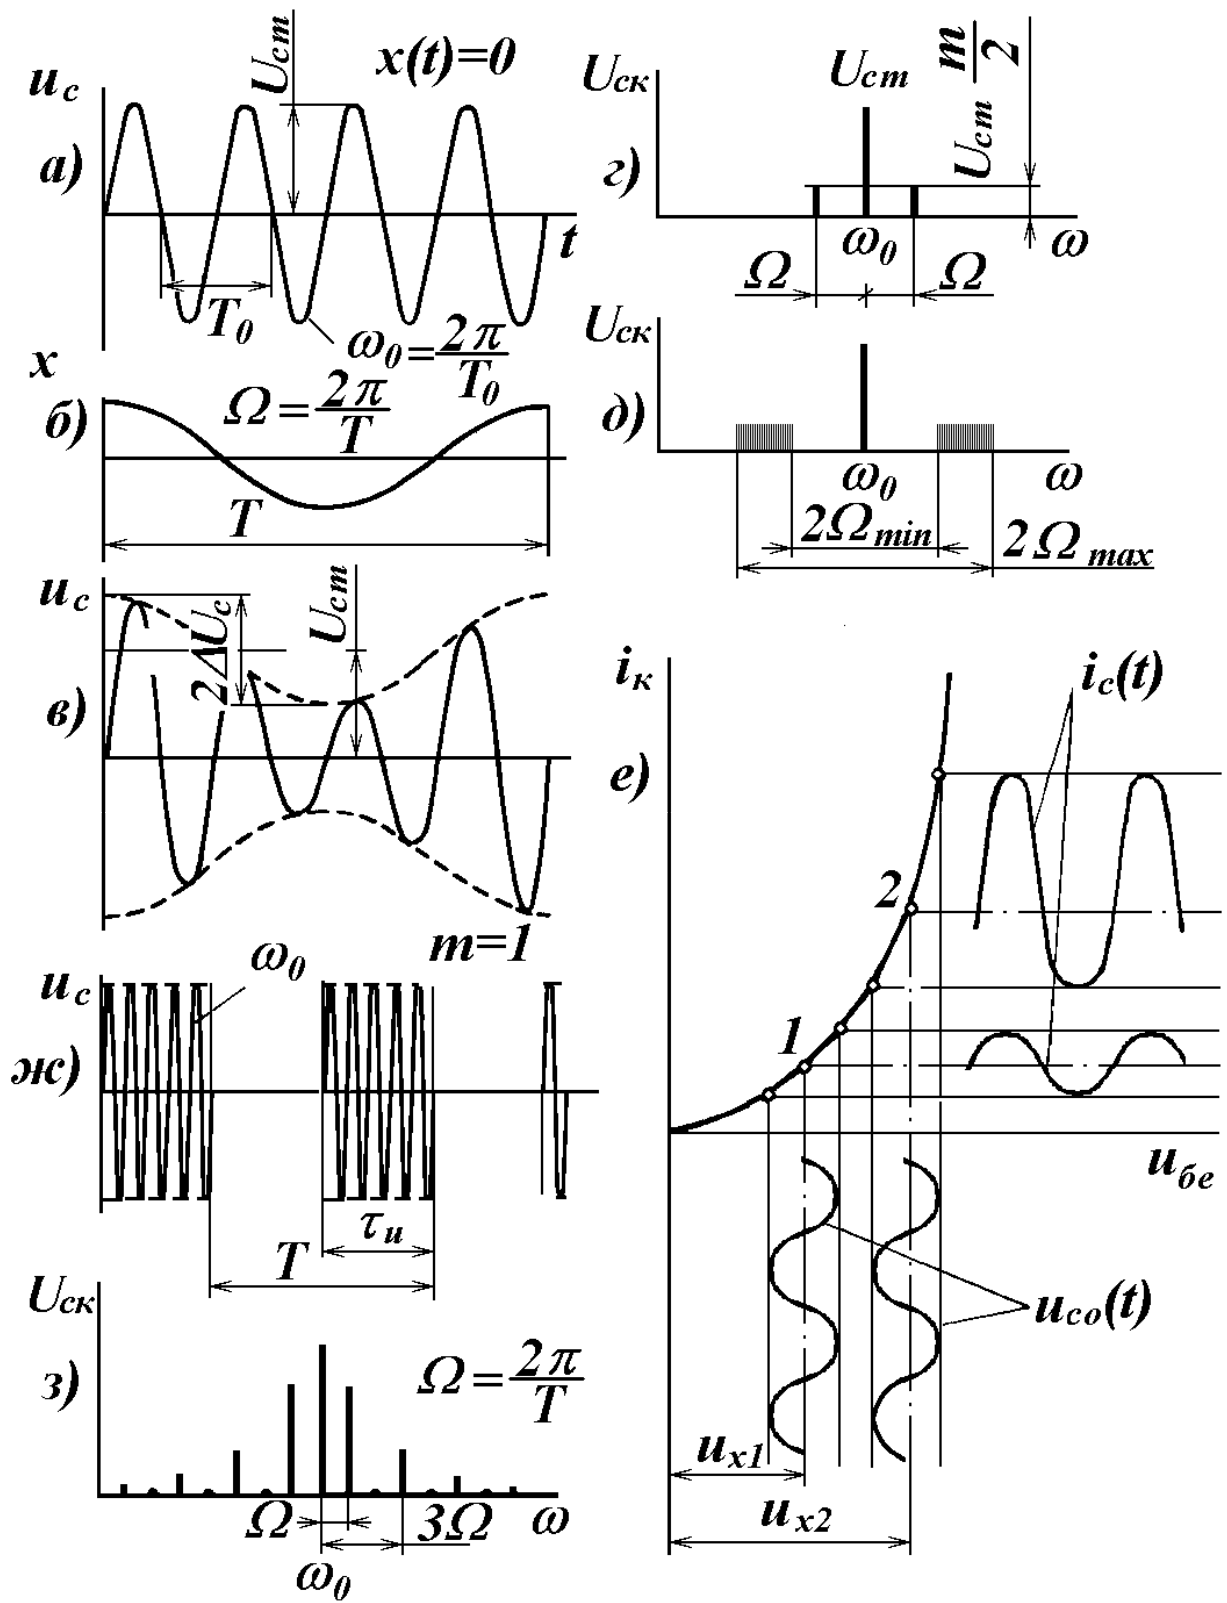 u_c
U_cm
x(t)=0
а)
t
T_0
ω_0=2π/T_0
x
б)
Ω=2π/T
T
u_c
2ΔU_c
U_cm
в)
m=1
u_c
ω_0
ж)
τ_и
T
U_ск
з)
Ω=2π/T
Ω
3Ω
ω
ω_0
U_ск
U_cm
U_cm m/2
г)
ω_0
ω
Ω
Ω
U_ск
д)
ω_0
ω
2Ω_min
2Ω_max
i_к
i_c(t)
е)
2
1
u_бе
u_со(t)
u_x1
u_x2